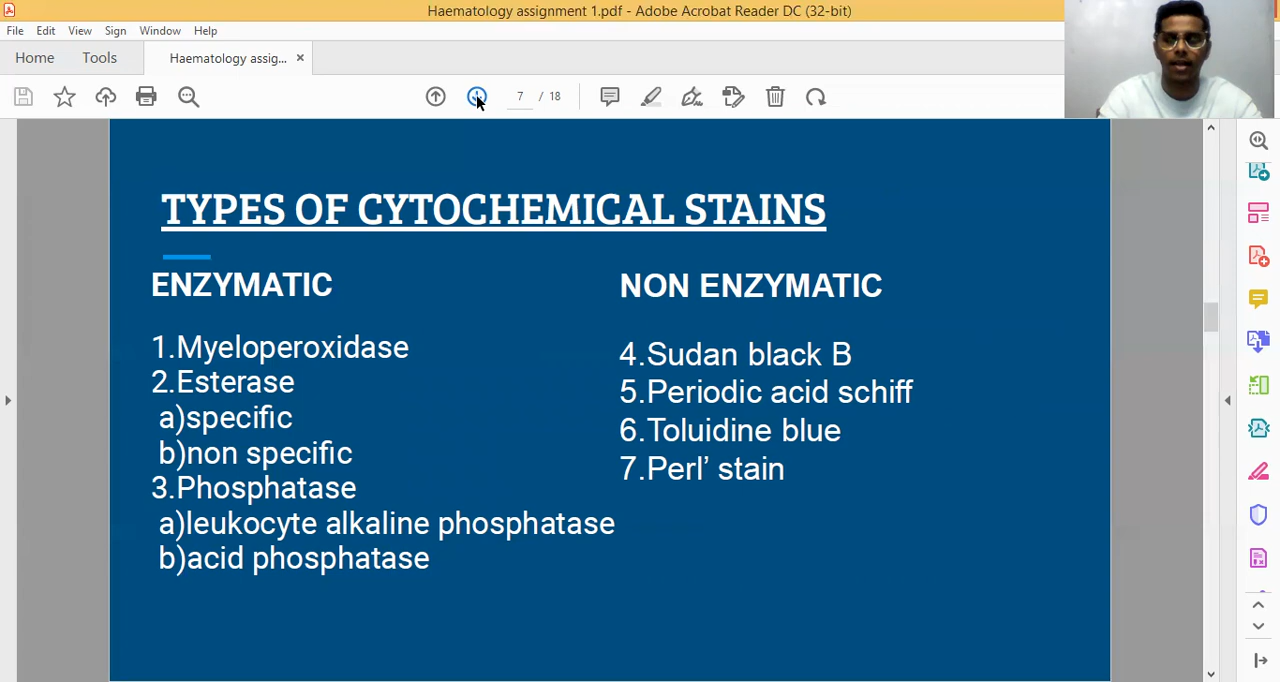 Haematology assignment 1.pdf - Adobe Acrobat Reader DC (32-bit)
File Edit View Sign Window Help
Home Tools Haematology assig... ×
7 / 18
TYPES OF CYTOCHEMICAL STAINS
ENZYMATIC
1.Myeloperoxidase
2.Esterase
a)specific
b)non specific
3.Phosphatase
a)leukocyte alkaline phosphatase
b)acid phosphatase
NON ENZYMATIC
4.Sudan black B
5.Periodic acid schiff
6.Toluidine blue
7.Perl’ stain